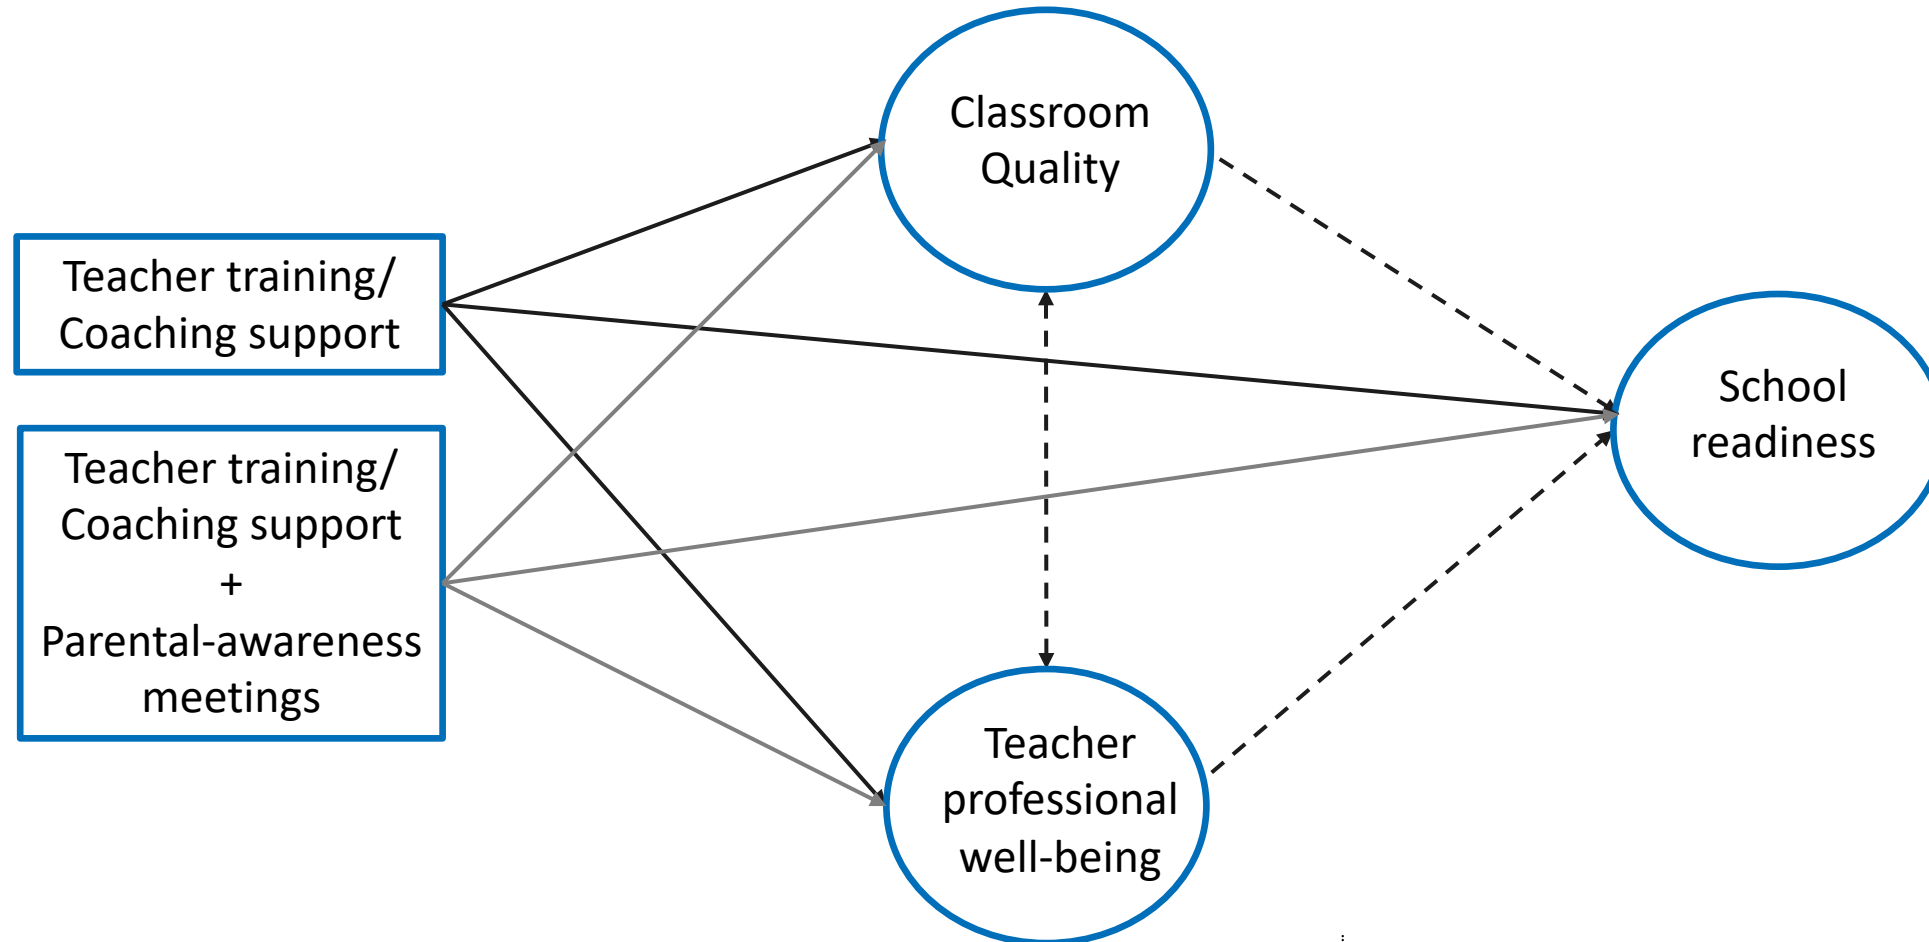 Classroom
Quality
Teacher training/
Coaching support
School
readiness
Teacher training/
Coaching support
+
Parental-awareness
meetings
Teacher
professional
well-being